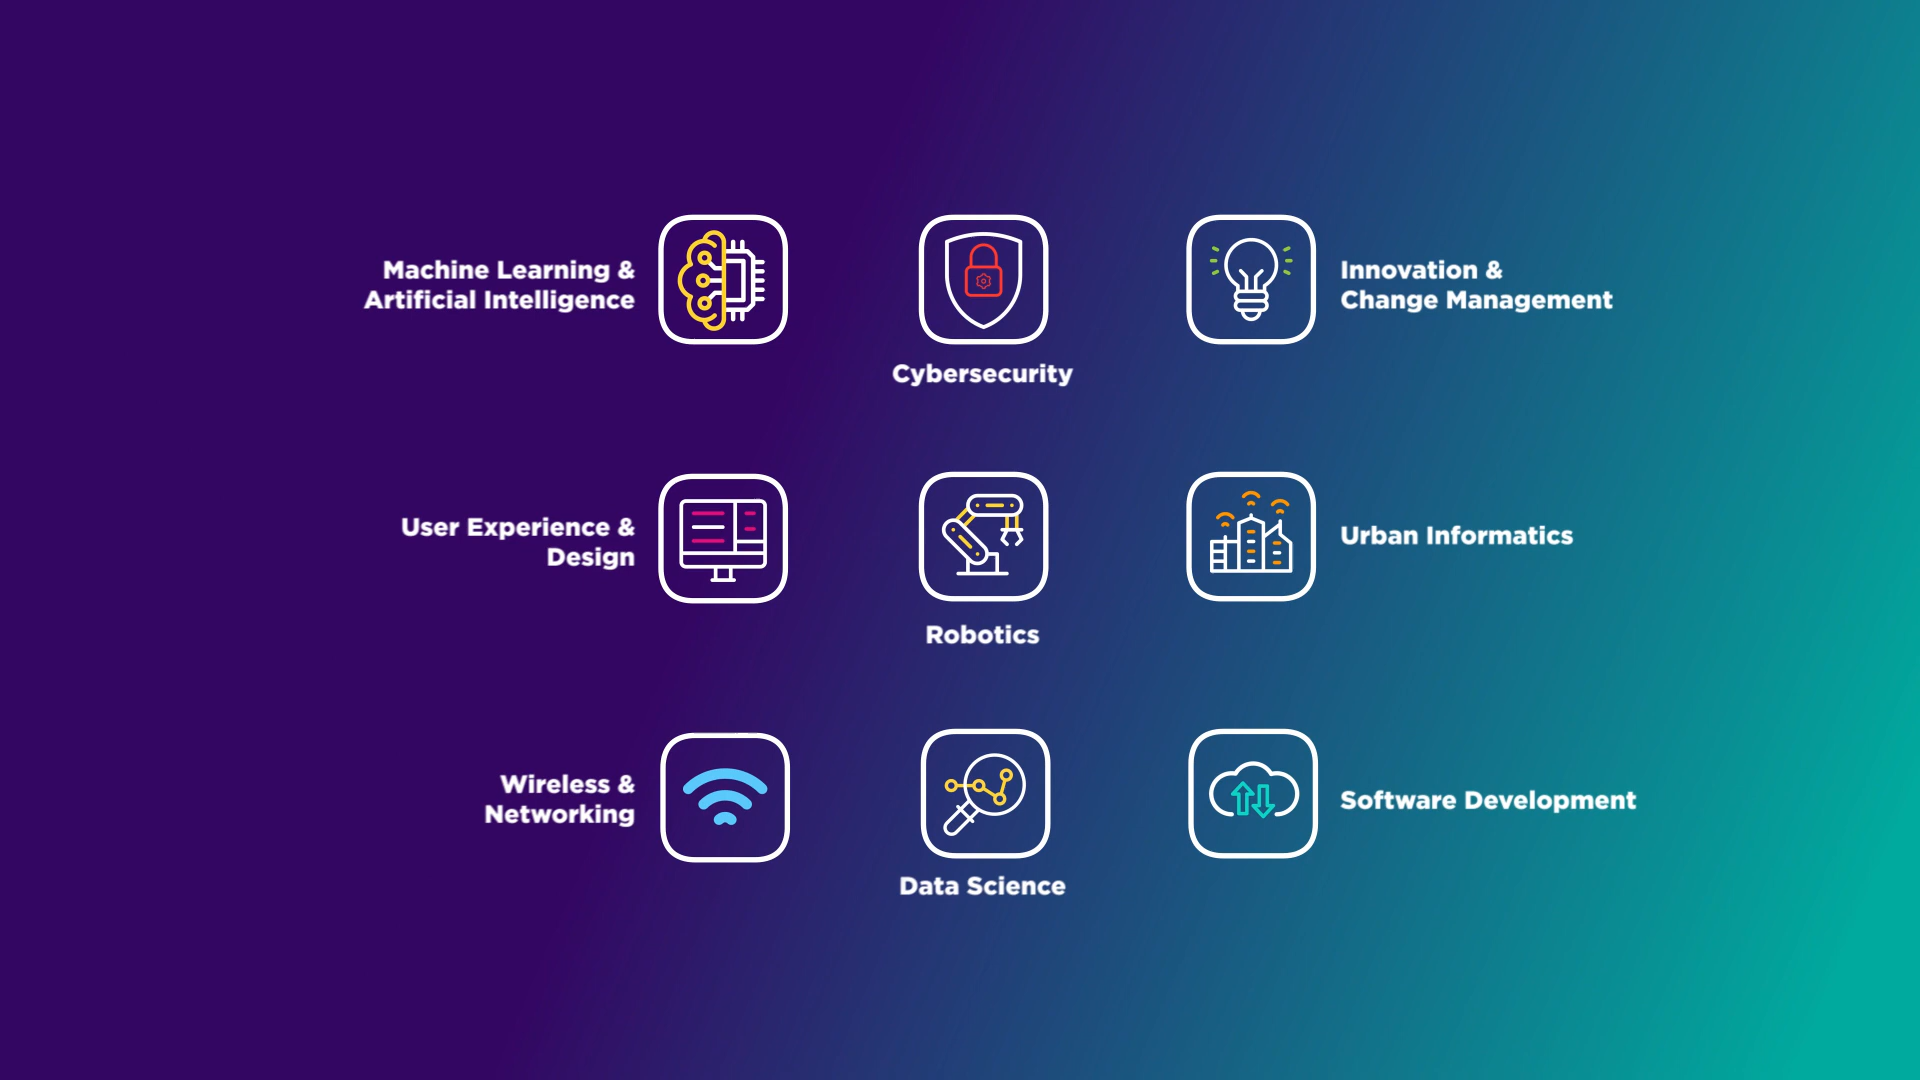 Machine Learning &
Artificial Intelligence
Cybersecurity
Innovation &
Change Management
User Experience &
Design
Robotics
Urban Informatics
Wireless &
Networking
Data Science
Software Development